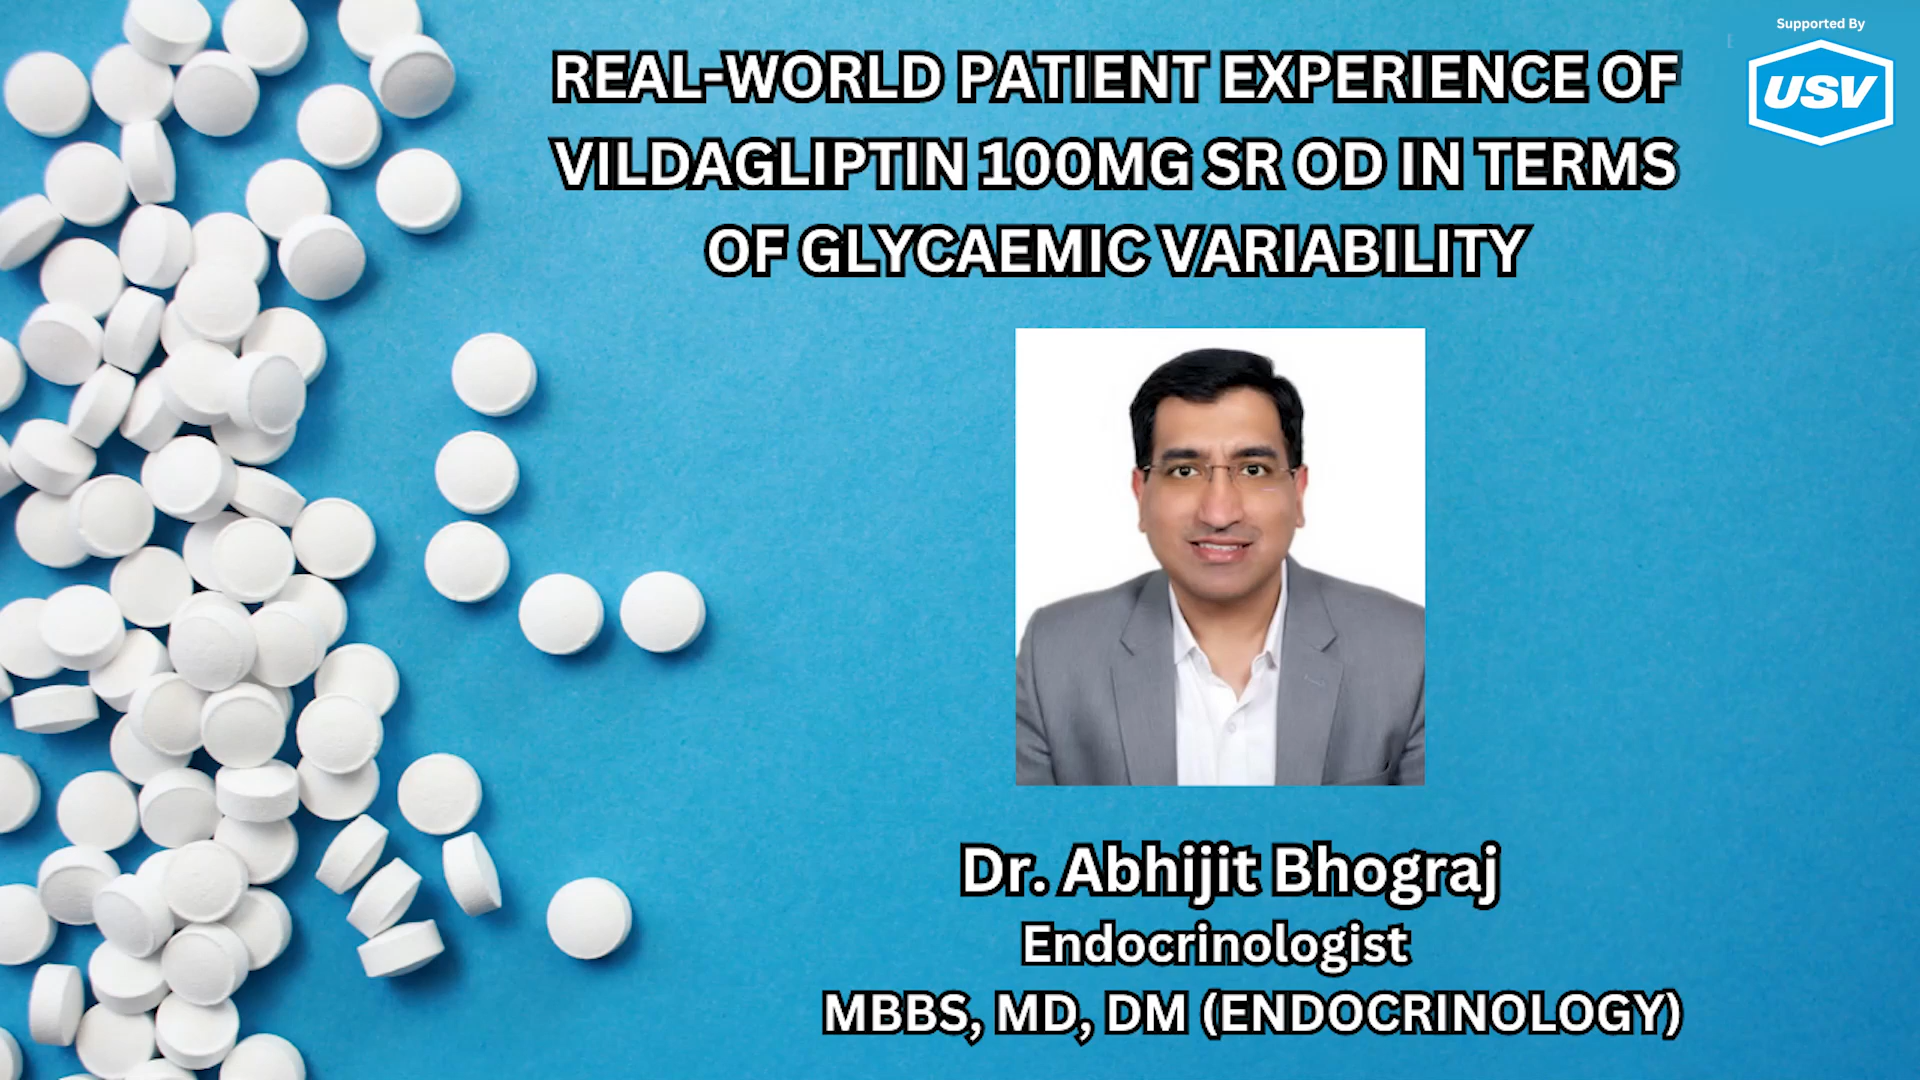 Supported By
USV
REAL-WORLD PATIENT EXPERIENCE OF
VILDAGLIPTIN 100MG SR OD IN TERMS
OF GLYCAEMIC VARIABILITY
Dr. Abhijit Bhograj
Endocrinologist
MBBS, MD, DM (ENDOCRINOLOGY)